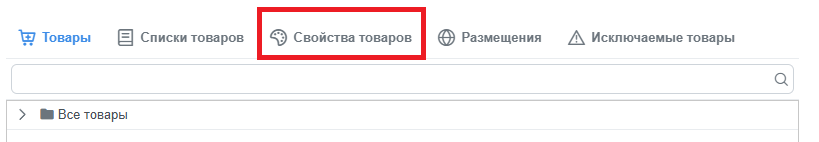 Товары Списки товаров Свойства товаров Размещения Исключаемые товары
Все товары